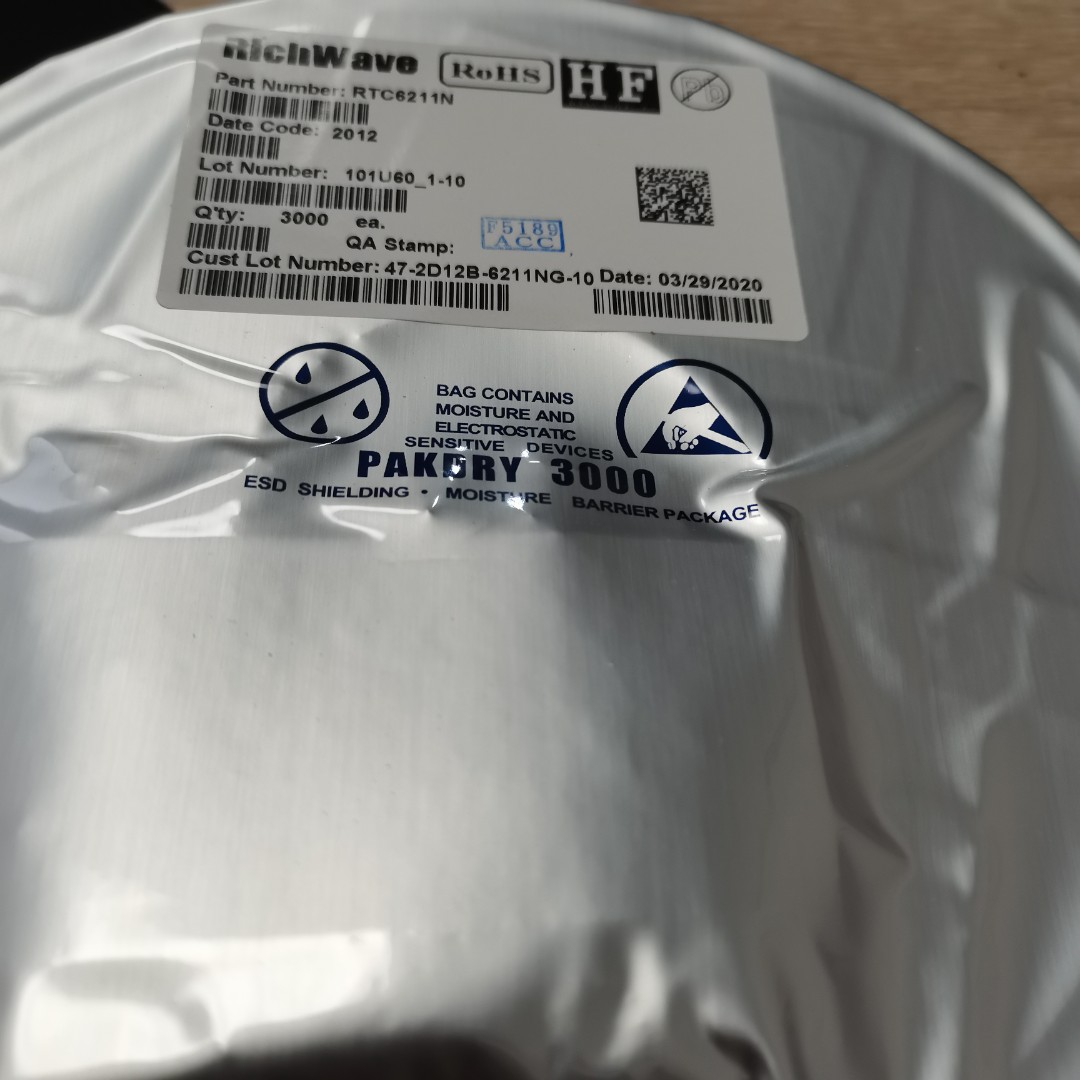 RichWave RoHS HF Pb
Part Number: RTC6211N
Date Code: 2012
Lot Number: 101U60_1-10
Q'ty: 3000 ea.
QA Stamp: F5189 ACC
Cust Lot Number: 47-2D12B-6211NG-10 Date: 03/29/2020
BAG CONTAINS
MOISTURE AND
ELECTROSTATIC
SENSITIVE DEVICES
PAKDRY 3000
ESD SHIELDING • MOISTURE BARRIER PACKAGE